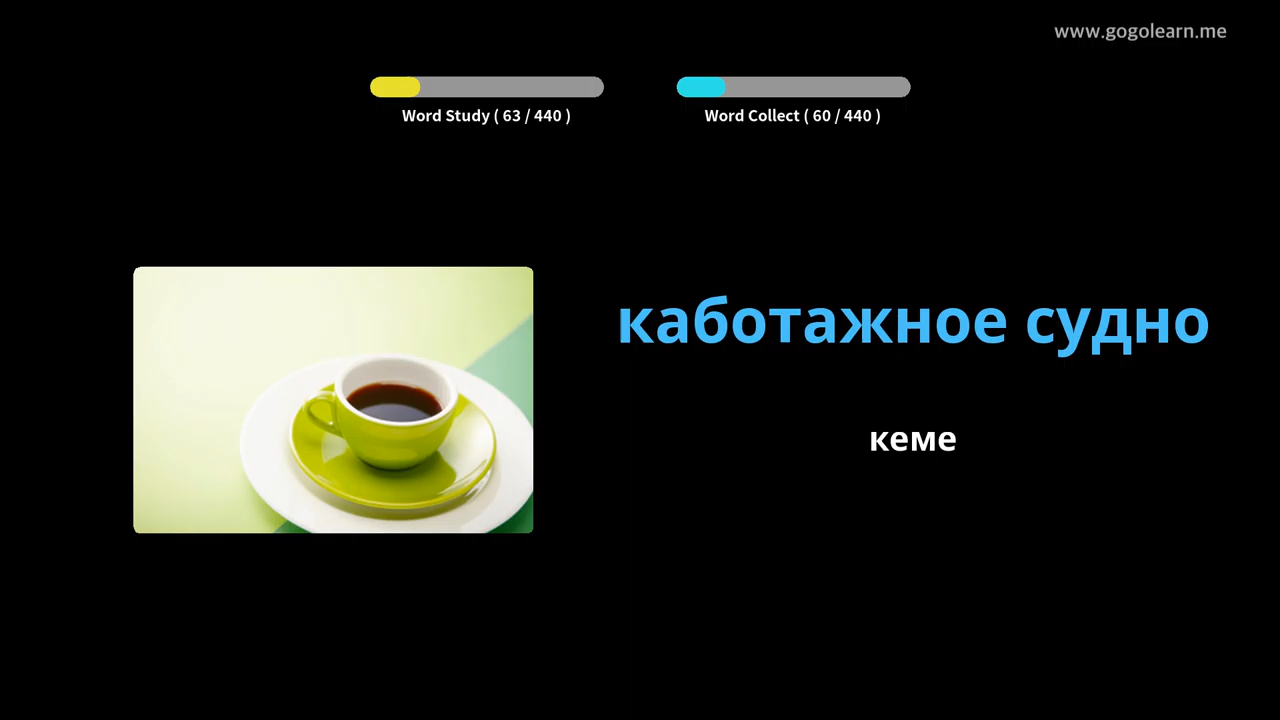 www.gogolearn.me
Word Study ( 63 / 440 )
Word Collect ( 60 / 440 )
каботажное судно
кеме